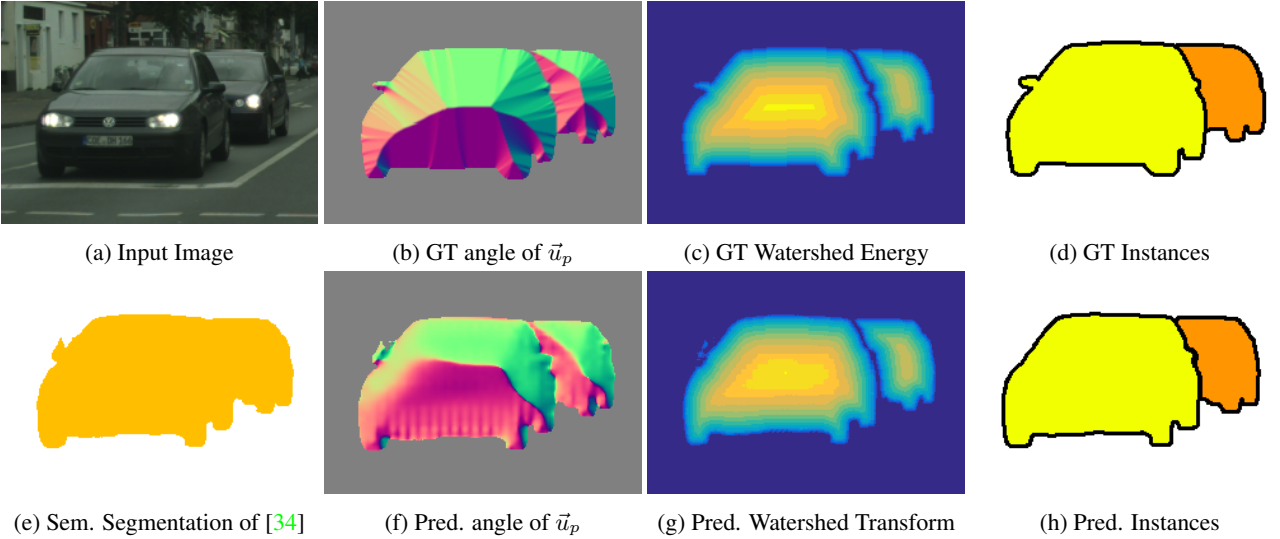 (a) Input Image
(b) GT angle of $\vec{u}_p$
(c) GT Watershed Energy
(d) GT Instances
(e) Sem. Segmentation of [34]
(f) Pred. angle of $\vec{u}_p$
(g) Pred. Watershed Transform
(h) Pred. Instances